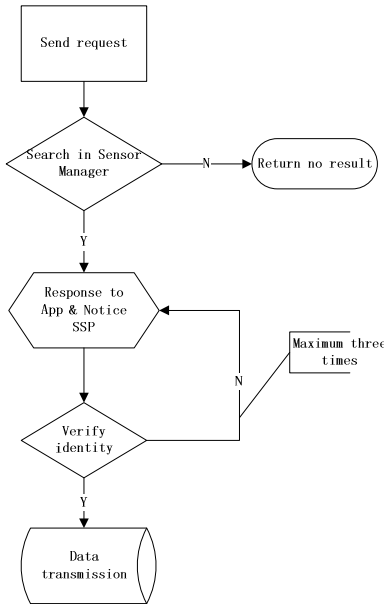 Send request
Search in Sensor
Manager
N
Return no result
Y
Response to
App & Notice
SSP
Maximum three
times
N
Verify
identity
Y
Data
transmission